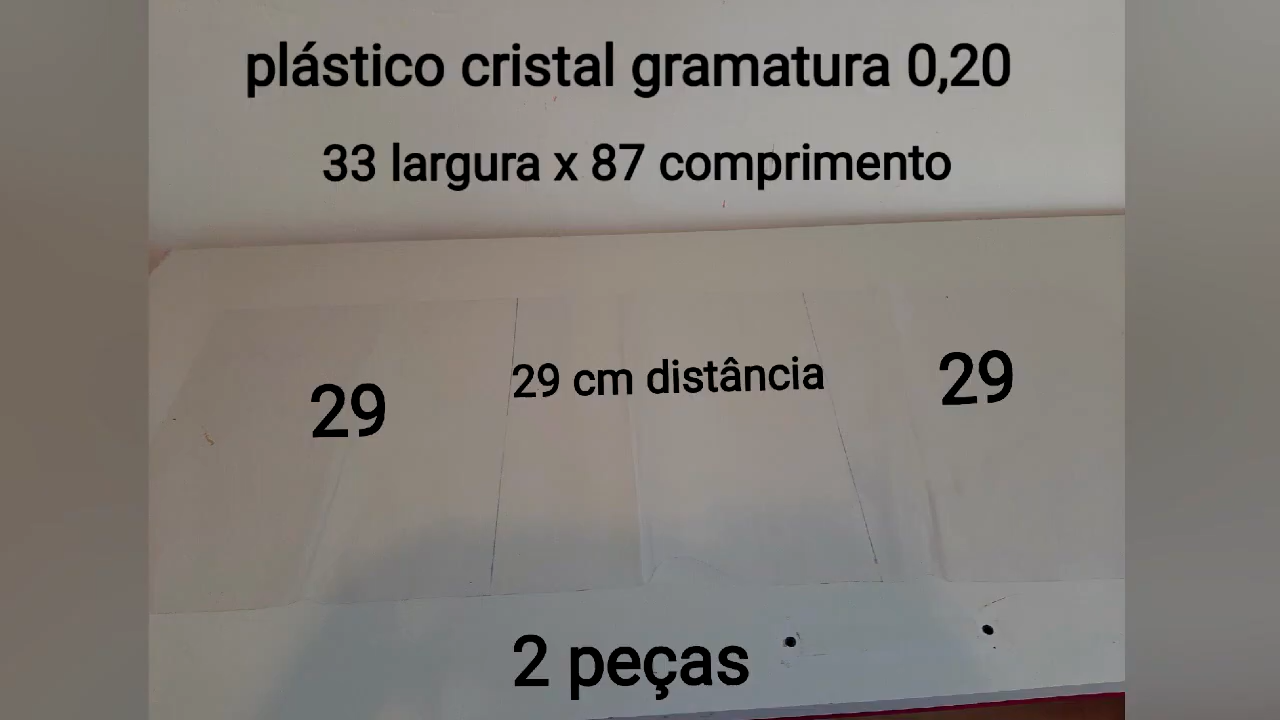 plástico cristal gramatura 0,20
33 largura x 87 comprimento
29 29 cm distância 29
2 peças